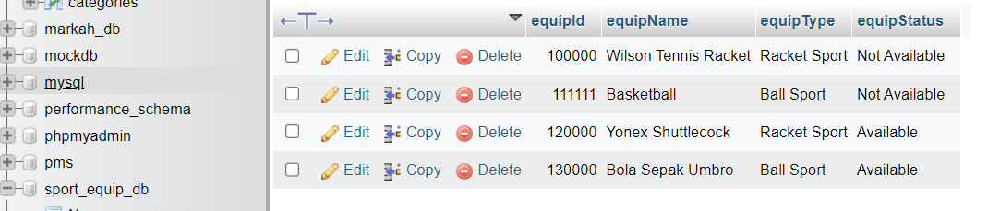 categories
markah_db
mockdb
mysql
performance_schema
phpmyadmin
pms
sport_equip_db
equipId equipName equipType equipStatus
Edit Copy Delete 100000 Wilson Tennis Racket Racket Sport Not Available
Edit Copy Delete 111111 Basketball Ball Sport Not Available
Edit Copy Delete 120000 Yonex Shuttlecock Racket Sport Available
Edit Copy Delete 130000 Bola Sepak Umbro Ball Sport Available